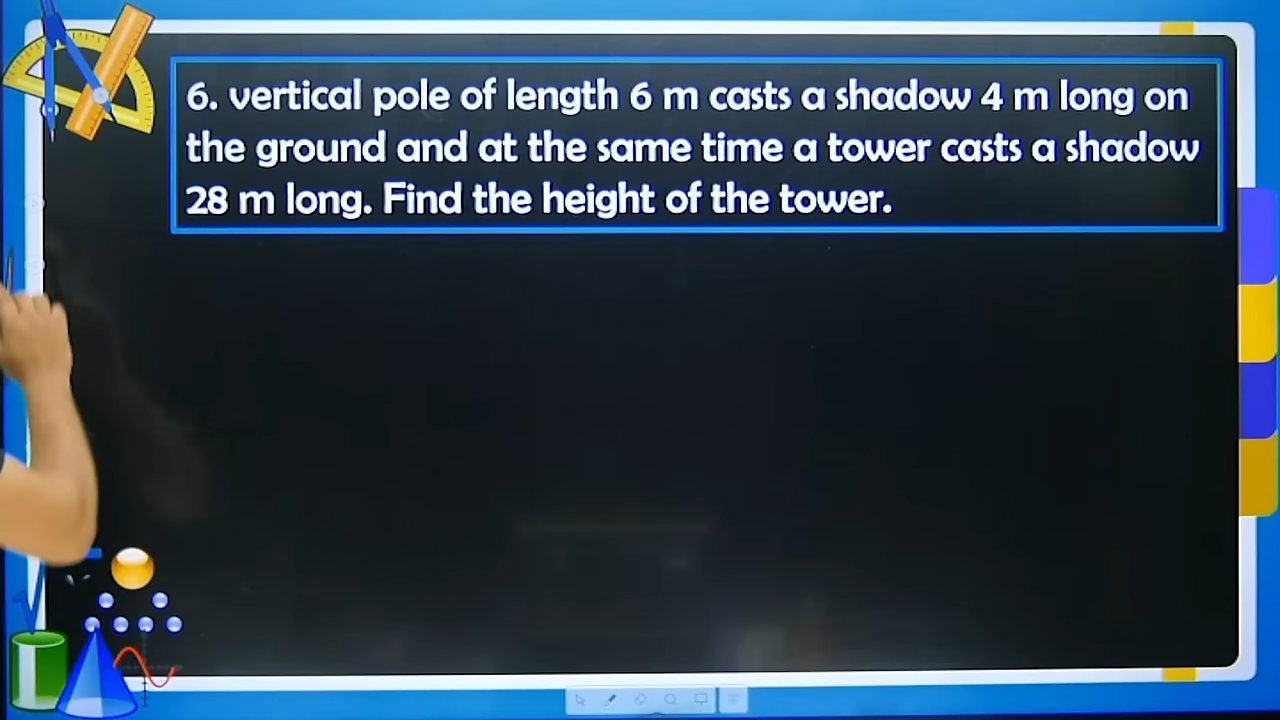 6. vertical pole of length 6 m casts a shadow 4 m long on
the ground and at the same time a tower casts a shadow
28 m long. Find the height of the tower.